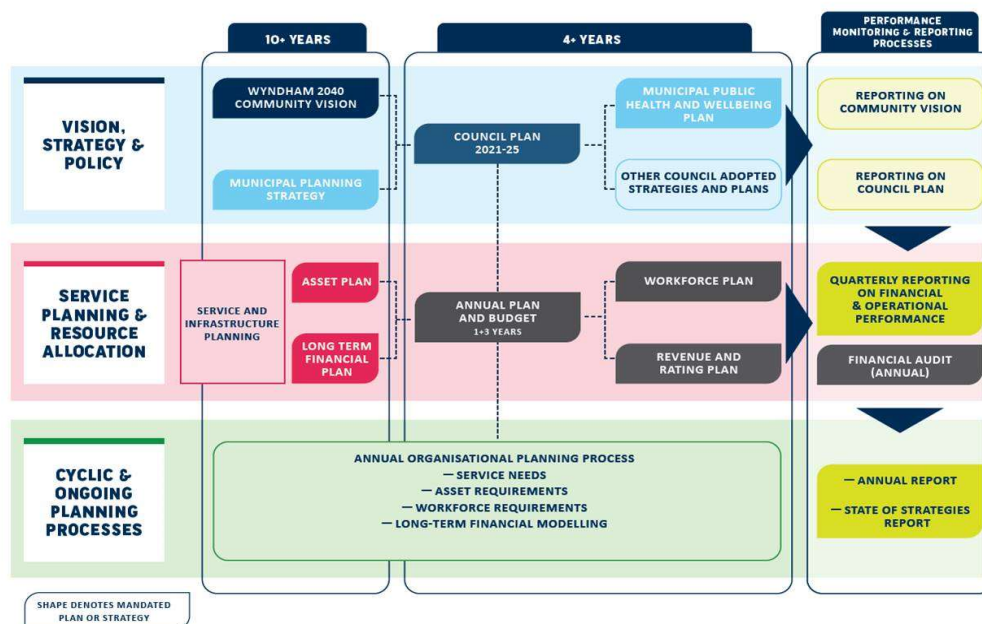 10+ YEARS
4+ YEARS
PERFORMANCE
MONITORING & REPORTING
PROCESSES
VISION,
STRATEGY &
POLICY
WYNDHAM 2040
COMMUNITY VISION
MUNICIPAL PLANNING
STRATEGY
COUNCIL PLAN
2021-25
MUNICIPAL PUBLIC
HEALTH AND WELLBEING
PLAN
OTHER COUNCIL ADOPTED
STRATEGIES AND PLANS
REPORTING ON
COMMUNITY VISION
REPORTING ON
COUNCIL PLAN
SERVICE
PLANNING &
RESOURCE
ALLOCATION
SERVICE AND
INFRASTRUCTURE
PLANNING
ASSET PLAN
LONG TERM
FINANCIAL
PLAN
ANNUAL PLAN
AND BUDGET
1+3 YEARS
WORKFORCE PLAN
REVENUE AND
RATING PLAN
QUARTERLY REPORTING
ON FINANCIAL
& OPERATIONAL
PERFORMANCE
FINANCIAL AUDIT
(ANNUAL)
CYCLIC &
ONGOING
PLANNING
PROCESSES
ANNUAL ORGANISATIONAL PLANNING PROCESS
— SERVICE NEEDS
— ASSET REQUIREMENTS
— WORKFORCE REQUIREMENTS
— LONG-TERM FINANCIAL MODELLING
— ANNUAL REPORT
— STATE OF STRATEGIES
REPORT
SHAPE DENOTES MANDATED
PLAN OR STRATEGY